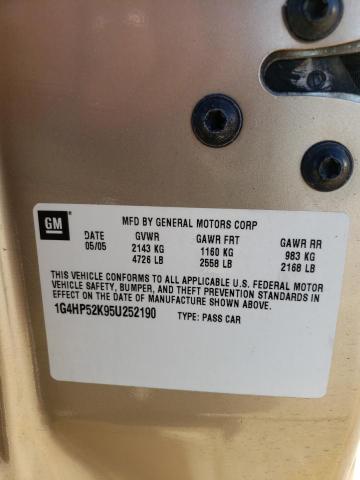 GM
MFD BY GENERAL MOTORS CORP
DATE GVWR GAWR FRT GAWR RR
05/05 2143 KG 1160 KG 983 KG
4726 LB 2558 LB 2168 LB
THIS VEHICLE CONFORMS TO ALL APPLICABLE U.S. FEDERAL MOTOR
VEHICLE SAFETY, BUMPER, AND THEFT PREVENTION STANDARDS IN
EFFECT ON THE DATE OF MANUFACTURE SHOWN ABOVE.
1G4HP52K95U252190 TYPE: PASS CAR